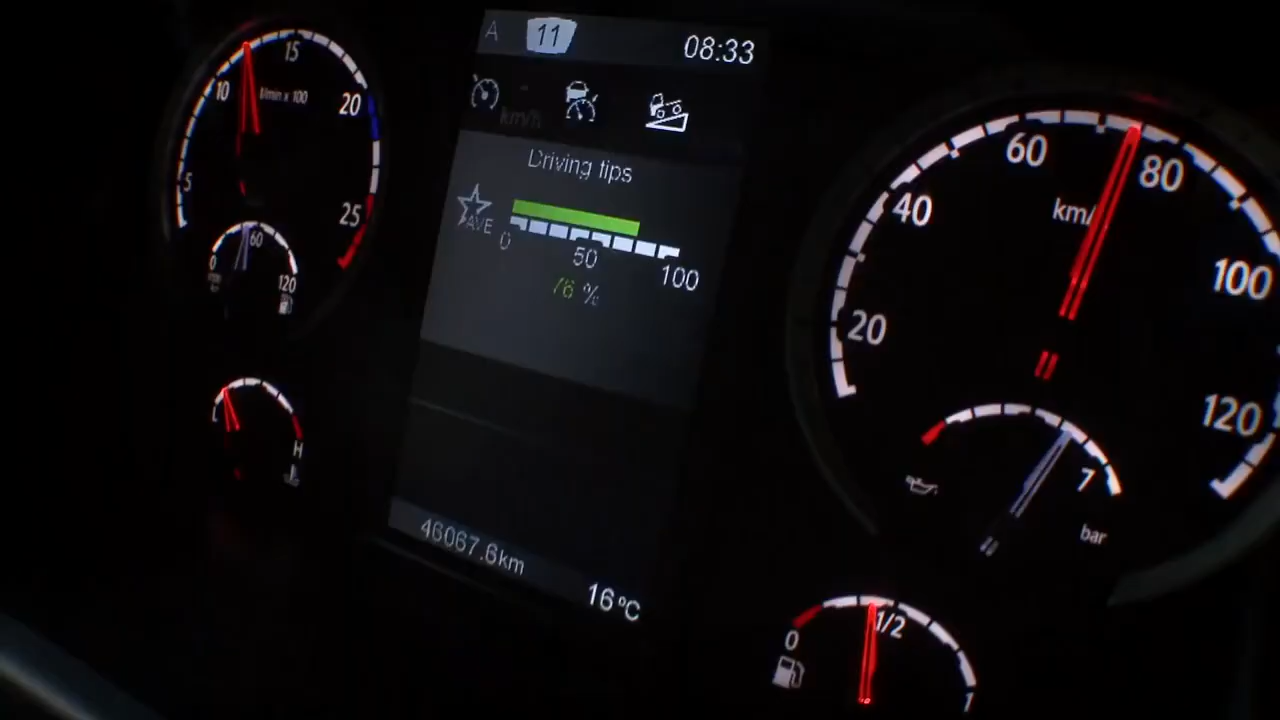 A 11 08:33
km/h
Driving tips
AVE
0 50 100
76 %
46067.6km
16°C
5 10 15 20 25
1/min x 100
0 60 120
H
20 40 60 80 100 120
km/
7
bar
0 1/2 1